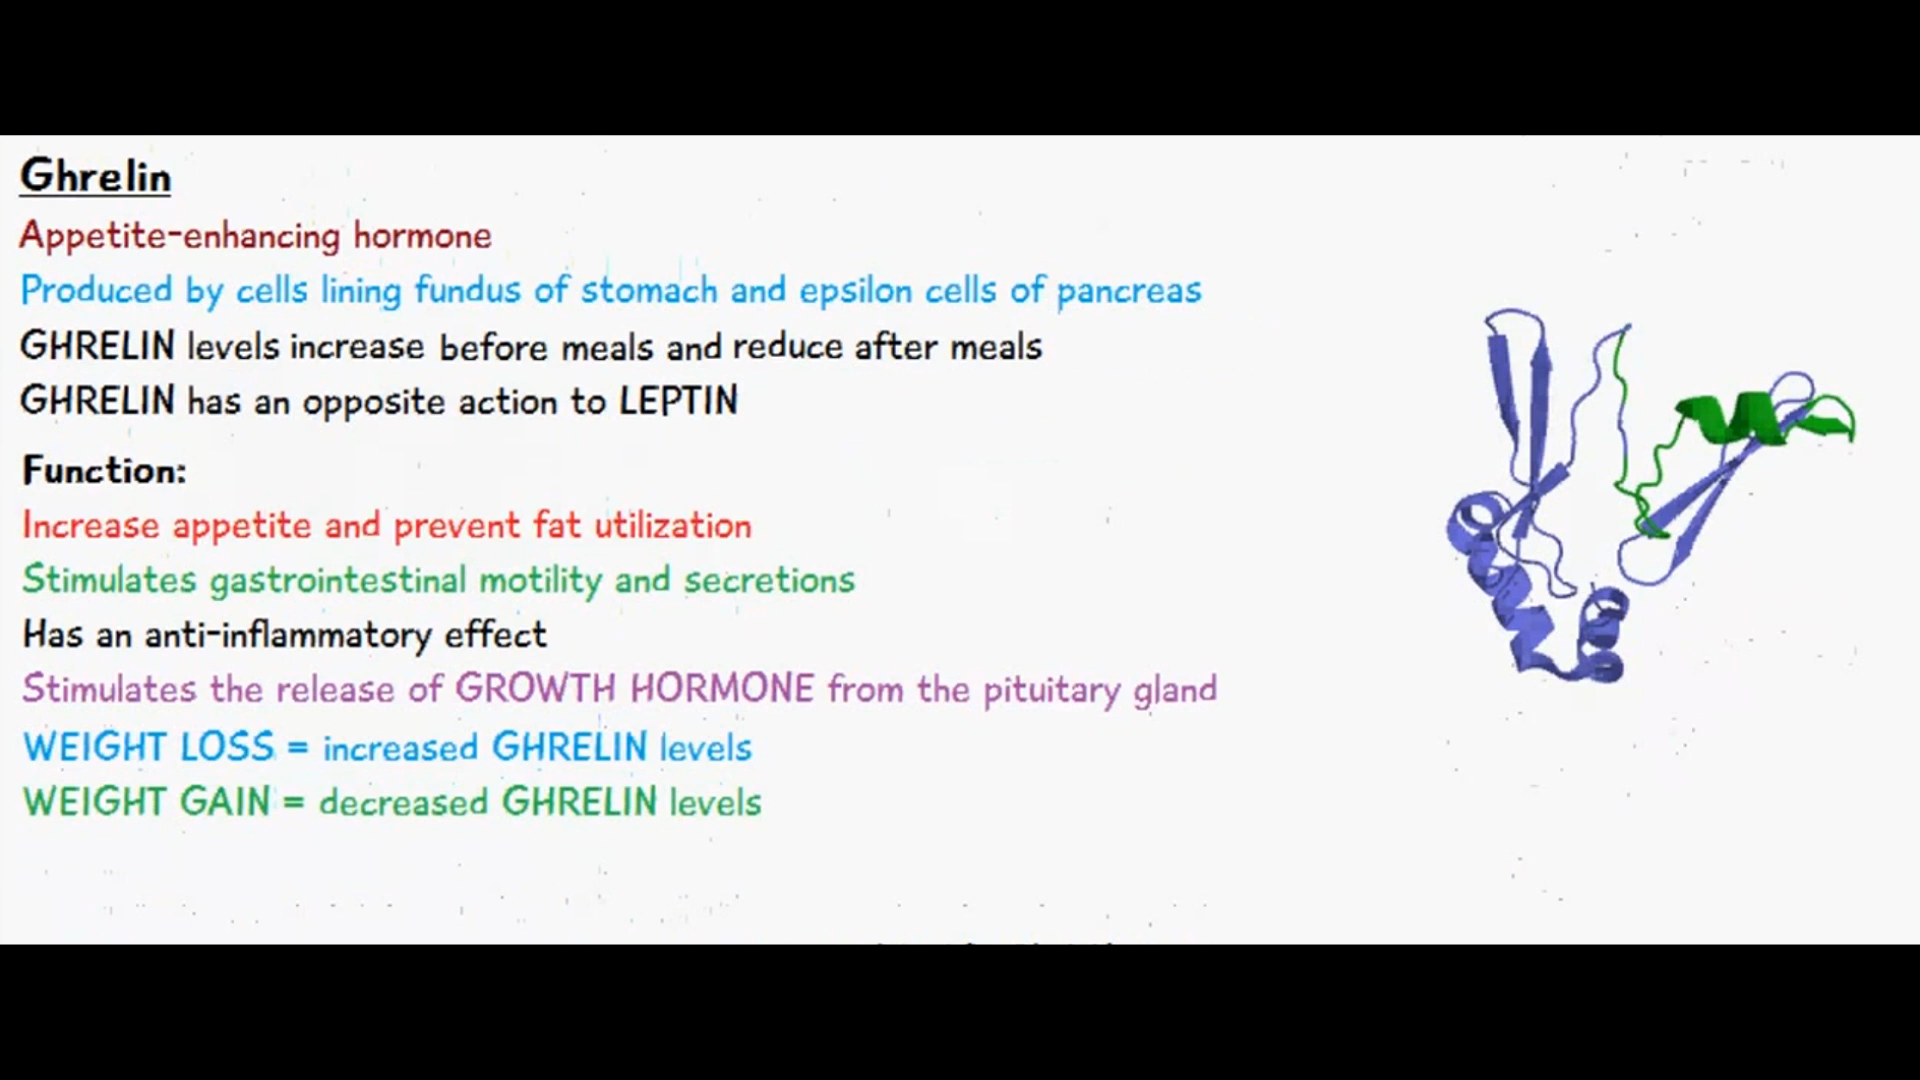 Ghrelin
Appetite-enhancing hormone
Produced by cells lining fundus of stomach and epsilon cells of pancreas
GHRELIN levels increase before meals and reduce after meals
GHRELIN has an opposite action to LEPTIN
Function:
Increase appetite and prevent fat utilization
Stimulates gastrointestinal motility and secretions
Has an anti-inflammatory effect
Stimulates the release of GROWTH HORMONE from the pituitary gland
WEIGHT LOSS = increased GHRELIN levels
WEIGHT GAIN = decreased GHRELIN levels